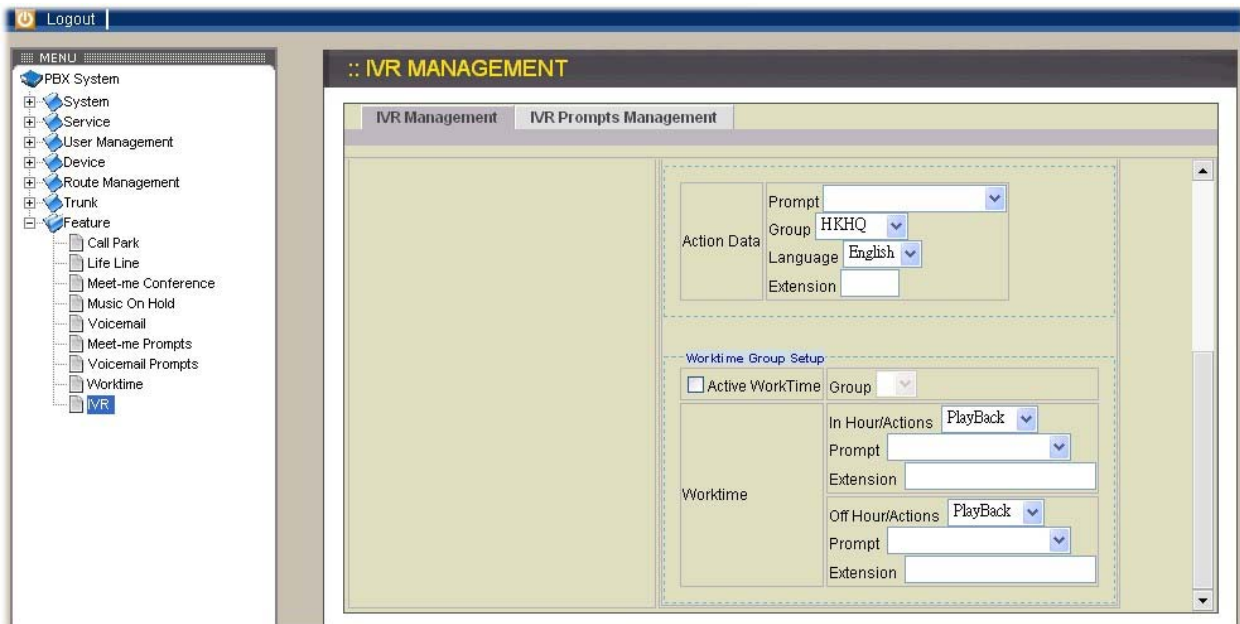 Logout
MENU
PBX System
System
Service
User Management
Device
Route Management
Trunk
Feature
Call Park
Life Line
Meet-me Conference
Music On Hold
Voicemail
Meet-me Prompts
Voicemail Prompts
Worktime
IVR
:: IVR MANAGEMENT
IVR Management IVR Prompts Management
Action Data
Prompt
Group HKHQ
Language English
Extension
Worktime Group Setup
Active WorkTime Group
Worktime
In Hour/Actions PlayBack
Prompt
Extension
Off Hour/Actions PlayBack
Prompt
Extension